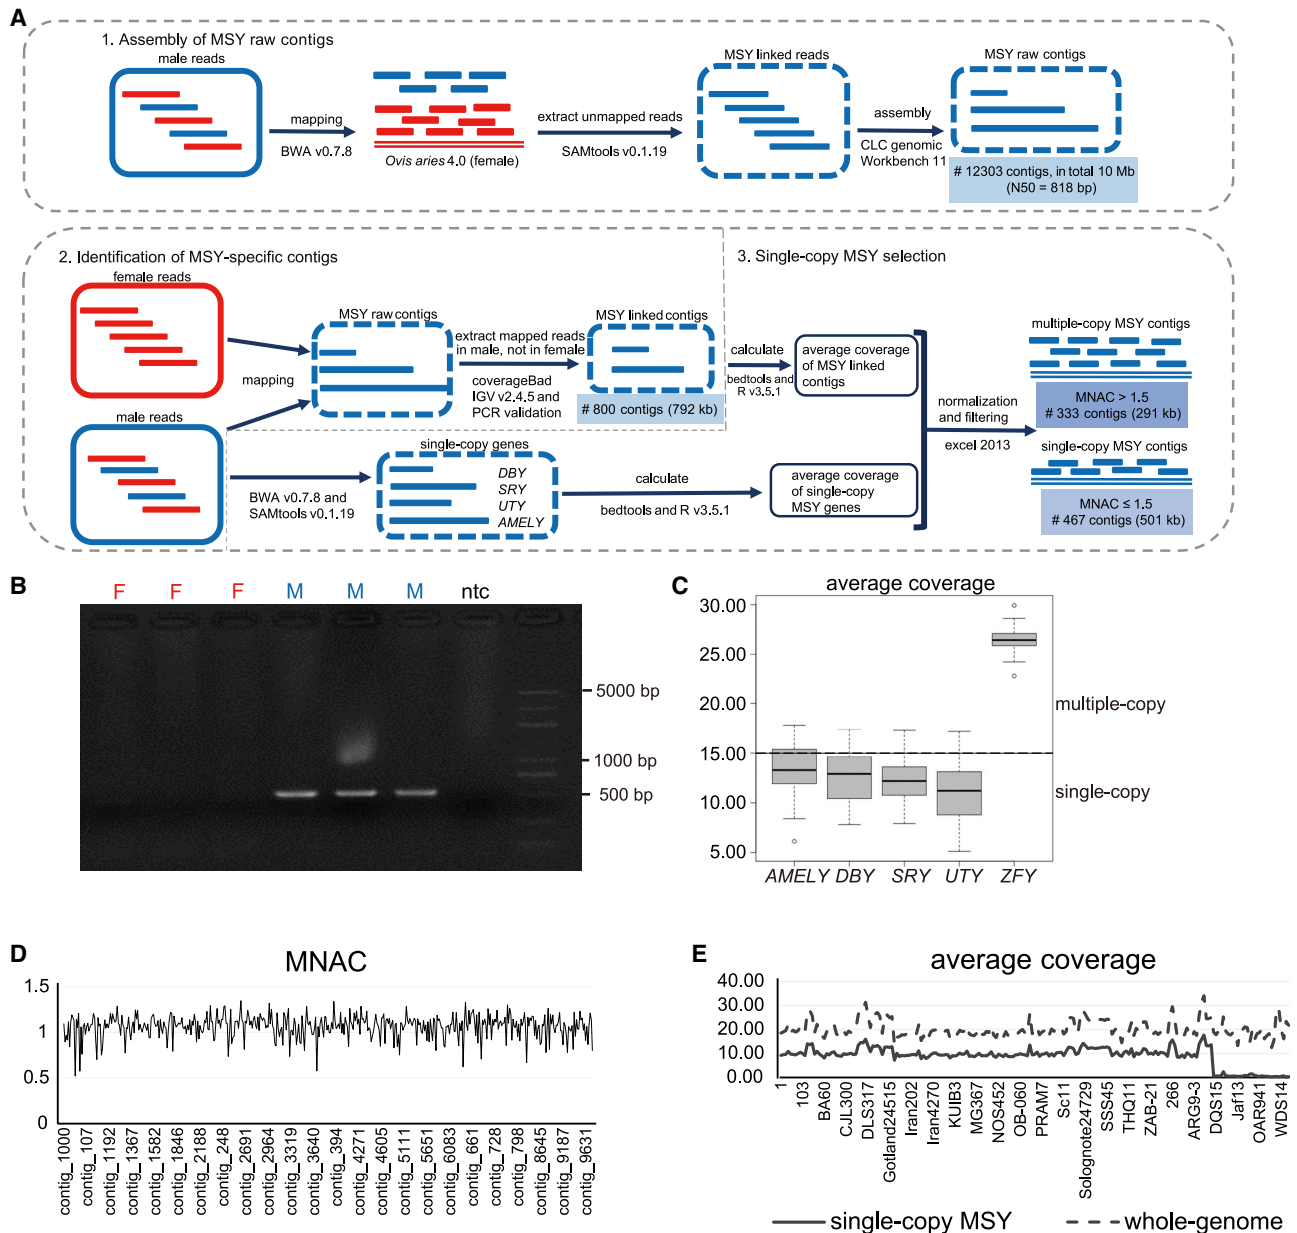 A
1. Assembly of MSY raw contigs
male reads
mapping
BWA v0.7.8
Ovis aries 4.0 (female)
extract unmapped reads
SAMtools v0.1.19
MSY linked reads
assembly
CLC genomic
Workbench 11
MSY raw contigs
# 12303 contigs, in total 10 Mb
(N50 = 818 bp)
2. Identification of MSY-specific contigs
female reads
male reads
mapping
MSY raw contigs
extract mapped reads
in male, not in female
coverageBad
IGV v2.4.5 and
PCR validation
MSY linked contigs
# 800 contigs (792 kb)
BWA v0.7.8 and
SAMtools v0.1.19
single-copy genes
DBY
SRY
UTY
AMELY
3. Single-copy MSY selection
calculate
bedtools and
R v3.5.1
average coverage
of MSY linked
contigs
calculate
bedtools and R v3.5.1
average coverage
of single-copy
MSY genes
normalization
and filtering
excel 2013
multiple-copy MSY contigs
MNAC > 1.5
# 333 contigs (291 kb)
single-copy MSY contigs
MNAC ≤ 1.5
# 467 contigs (501 kb)
B
F F F M M M ntc
5000 bp
1000 bp
500 bp
C
average coverage
30.00
25.00
20.00
15.00
10.00
5.00
multiple-copy
single-copy
AMELY DBY SRY UTY ZFY
D
MNAC
1.5
1
0.5
0
contig_1000
contig_107
contig_1192
contig_1367
contig_1582
contig_1846
contig_2188
contig_248
contig_2691
contig_2964
contig_3319
contig_3640
contig_394
contig_4271
contig_4605
contig_5111
contig_5651
contig_6083
contig_661
contig_728
contig_798
contig_8645
contig_9187
contig_9631
E
average coverage
40.00
30.00
20.00
10.00
0.00
1
103
BA60
CJL300
DLS317
Gotland24515
Iran202
Iran4270
KUIB3
MG367
NOS452
OB-060
PRAM7
Sc11
Solognote24729
SSS45
THQ11
ZAB-21
266
ARG9-3
DQS15
Jaf13
OAR941
WDS14
single-copy MSY
whole-genome